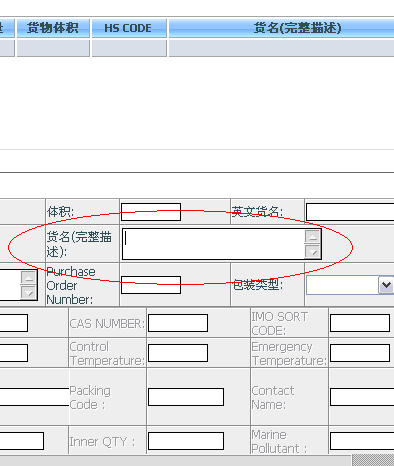 货物体积 HS CODE 货名(完整描述)
体积: 英文货名:
货名(完整描
述):
Purchase
Order
Number:
包装类型:
CAS NUMBER:
IMO SORT
CODE:
Control
Temperature:
Emergency
Temperature:
Packing
Code :
Contact
Name:
Inner QTY :
Marine
Pollutant :